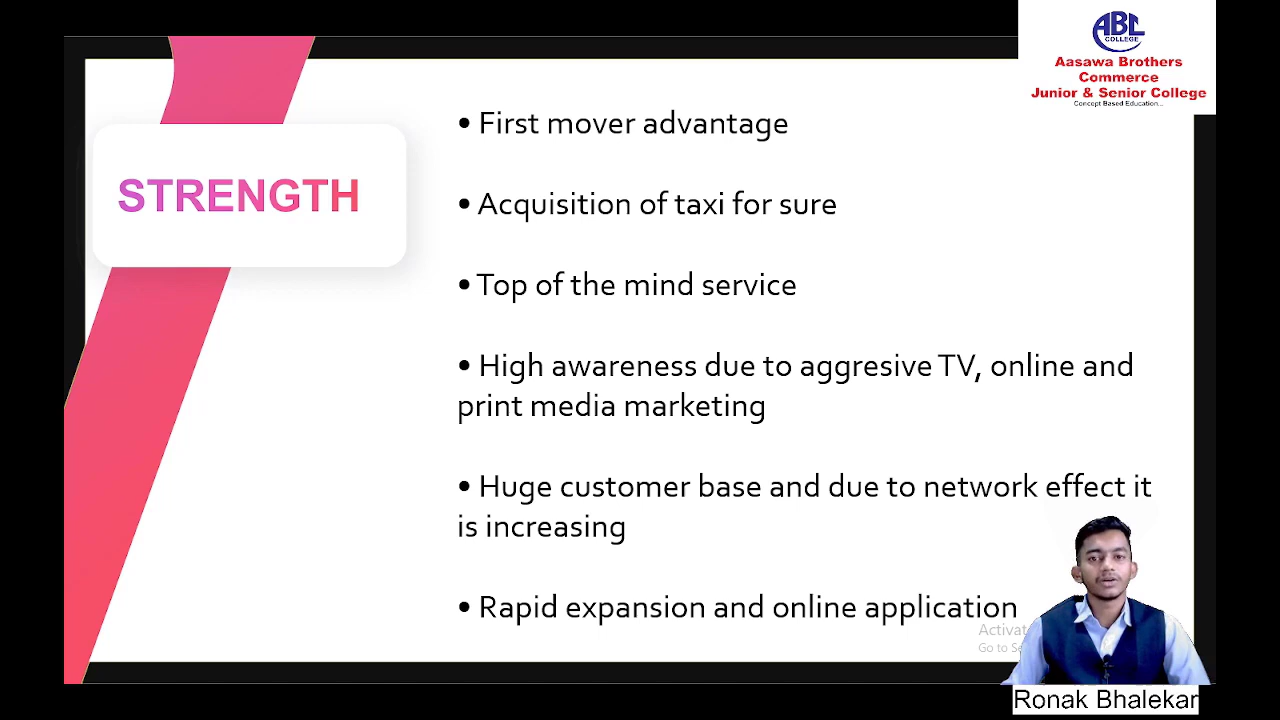 ABC
COLLEGE
Aasawa Brothers
Commerce
Junior & Senior College
Concept Based Education...
STRENGTH
• First mover advantage
• Acquisition of taxi for sure
• Top of the mind service
• High awareness due to aggresive TV, online and
print media marketing
• Huge customer base and due to network effect it
is increasing
• Rapid expansion and online application
Go to
Ronak Bhalekar